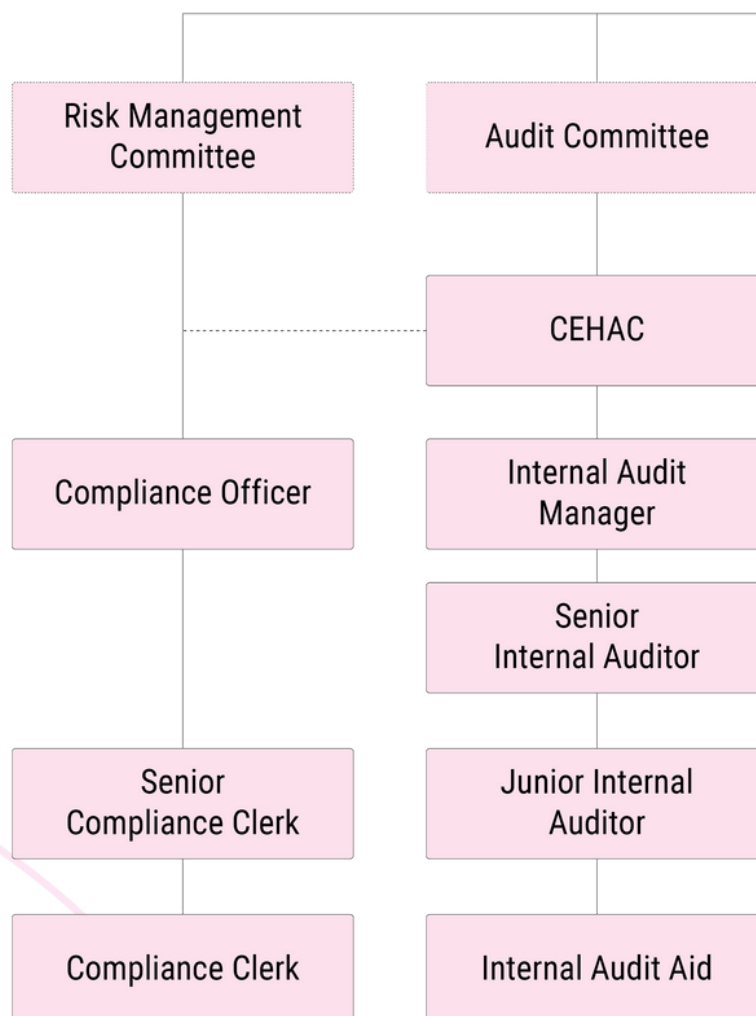 Risk Management
Committee
Audit Committee
CEHAC
Compliance Officer
Internal Audit
Manager
Senior
Internal Auditor
Senior
Compliance Clerk
Junior Internal
Auditor
Compliance Clerk
Internal Audit Aid